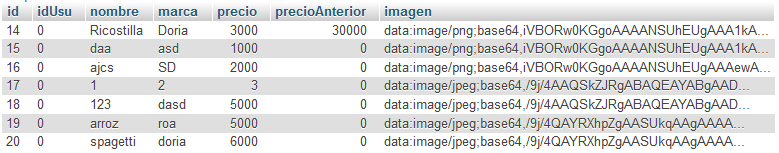 id idUsu nombre marca precio precioAnterior imagen
14 0 Ricostilla Doria 3000 30000 data:image/png;base64,iVBORw0KGgoAAAANSUhEUgAAA1kA...
15 0 daa asd 1000 0 data:image/png;base64,iVBORw0KGgoAAAANSUhEUgAAA1kA...
16 0 ajcs SD 2000 0 data:image/png;base64,iVBORw0KGgoAAAANSUhEUgAAAewA...
17 0 1 2 3 0 data:image/jpeg;base64,/9j/4AAQSkZJRgABAQEAYABgAAD...
18 0 123 dasd 5000 0 data:image/jpeg;base64,/9j/4AAQSkZJRgABAQEAYABgAAD...
19 0 arroz roa 5000 0 data:image/jpeg;base64,/9j/4QAYRXhpZgAASUkqAAgAAAA...
20 0 spagetti doria 6000 0 data:image/jpeg;base64,/9j/4QAYRXhpZgAASUkqAAgAAAA...